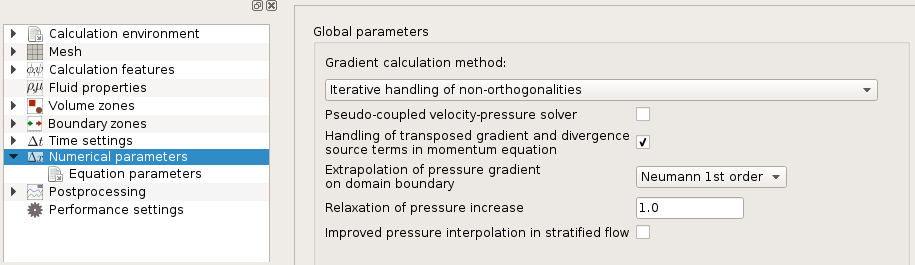 Calculation environment
Mesh
Calculation features
Fluid properties
Volume zones
Boundary zones
Time settings
Numerical parameters
Equation parameters
Postprocessing
Performance settings
Global parameters
Gradient calculation method:
Iterative handling of non-orthogonalities
Pseudo-coupled velocity-pressure solver
Handling of transposed gradient and divergence
source terms in momentum equation
Extrapolation of pressure gradient
on domain boundary
Neumann 1st order
Relaxation of pressure increase
1.0
Improved pressure interpolation in stratified flow